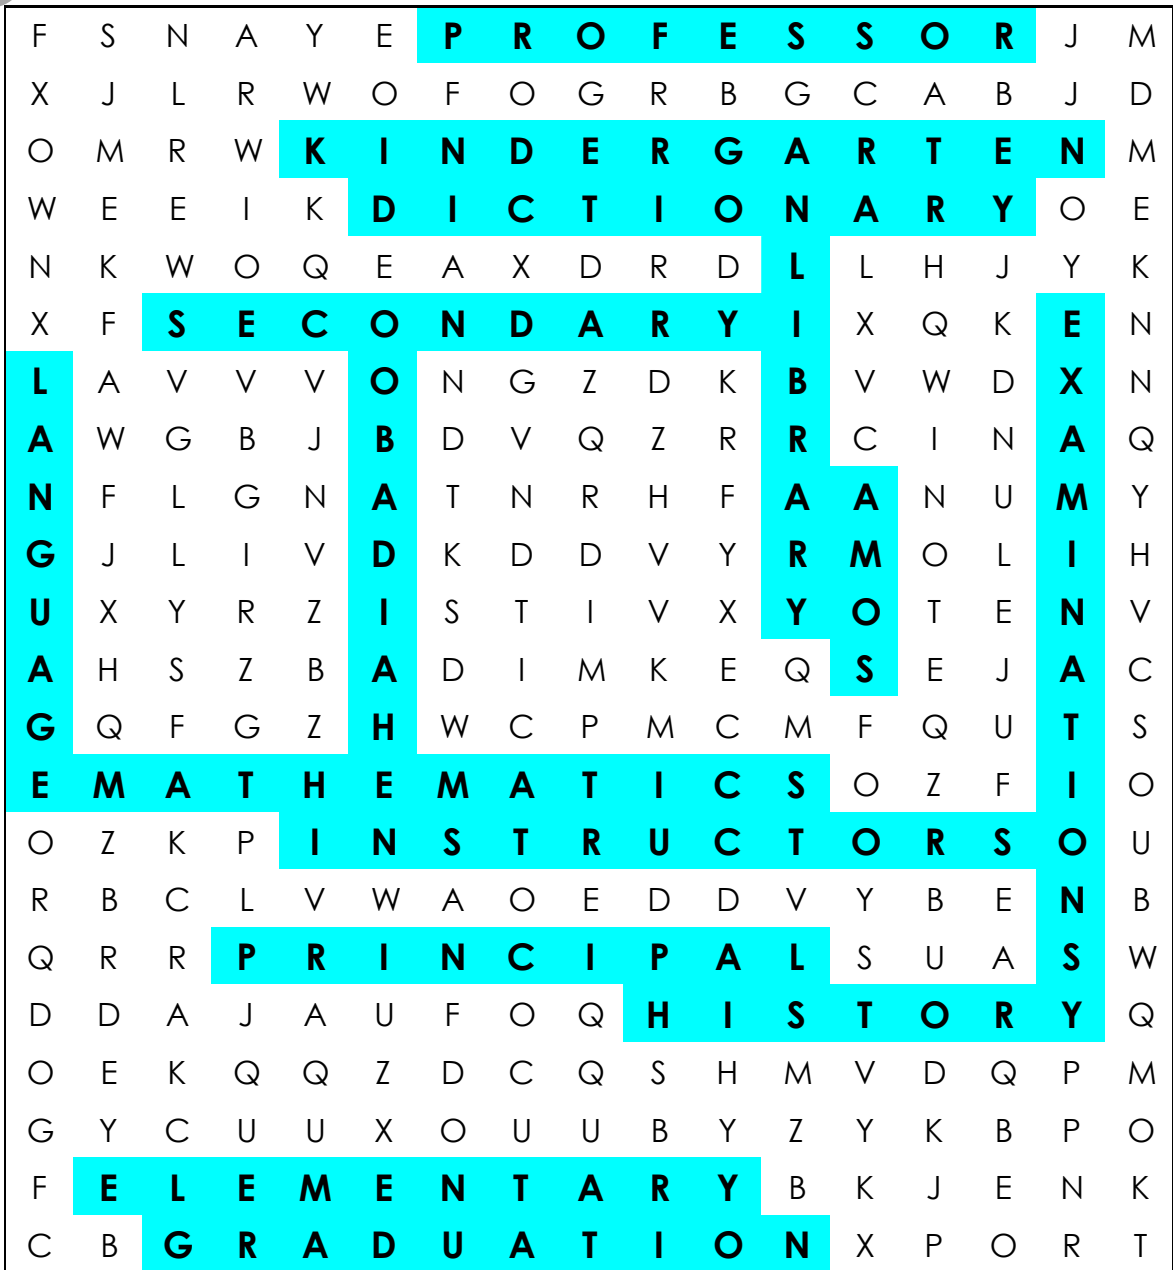 F S N A Y E P R O F E S S O R J M
X J L R W O F O G R B G C A B J D
O M R W K I N D E R G A R T E N M
W E E I K D I C T I O N A R Y O E
N K W O Q E A X D R D L L H J Y K
X F S E C O N D A R Y I X Q K E N
L A V V V O N G Z D K B V W D X N
A W G B J B D V Q Z R R C I N A Q
N F L G N A T N R H F A A N U M Y
G J L I V D K D D V Y R M O L I H
U X Y R Z I S T I V X Y O T E N V
A H S Z B A D I M K E Q S E J A C
G Q F G Z H W C P M C M F Q U T S
E M A T H E M A T I C S O Z F I O
O Z K P I N S T R U C T O R S O U
R B C L V W A O E D D V Y B E N B
Q R R P R I N C I P A L S U A S W
D D A J A U F O Q H I S T O R Y Q
O E K Q Q Z D C Q S H M V D Q P M
G Y C U U X O U U B Y Z Y K B P O
F E L E M E N T A R Y B K J E N K
C B G R A D U A T I O N X P O R T